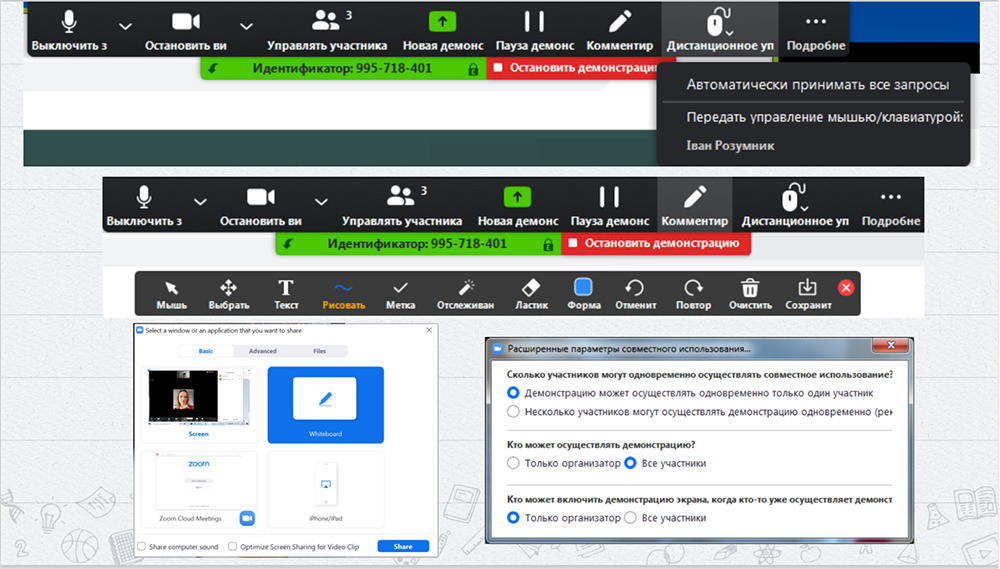 3
Выключить з Остановить ви Управлять участника Новая демонс Пауза демонс Комментир Дистанционное уп Подробне
Идентификатор: 995-718-401 Остановить демонстраци
Автоматически принимать все запросы
Передать управление мышью/клавиатурой:
Іван Розумник
3
Выключить з Остановить ви Управлять участника Новая демонс Пауза демонс Комментир Дистанционное уп Подробне
Идентификатор: 995-718-401 Остановить демонстрацию
Мышь Выбрать Текст Рисовать Метка Отслеживан Ластик Форма Отменит Повтор Очистить Сохранит
Select a window or an application that you want to share
Basic Advanced Files
Screen Whiteboard
zoom
Zoom Cloud Meetings iPhone/iPad
Share computer sound Optimize Screen Sharing for Video Clip Share
Расширенные параметры совместного использования...
Сколько участников могут одновременно осуществлять совместное использование?
Демонстрацию может осуществлять одновременно только один участник
Несколько участников могут осуществлять демонстрацию одновременно (рек
Кто может осуществлять демонстрацию?
Только организатор Все участники
Кто может включить демонстрацию экрана, когда кто-то уже осуществляет демонст
Только организатор Все участники